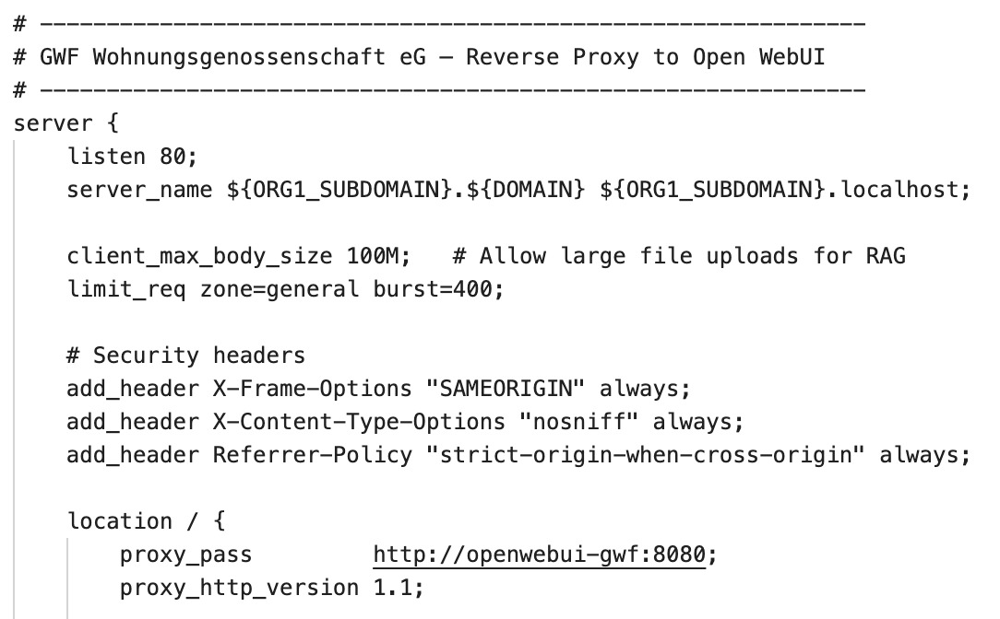 # --------------------------------------------------------------
# GWF Wohnungsgenossenschaft eG — Reverse Proxy to Open WebUI
# --------------------------------------------------------------
server {
    listen 80;
    server_name ${ORG1_SUBDOMAIN}.${DOMAIN} ${ORG1_SUBDOMAIN}.localhost;

    client_max_body_size 100M;   # Allow large file uploads for RAG
    limit_req zone=general burst=400;

    # Security headers
    add_header X-Frame-Options "SAMEORIGIN" always;
    add_header X-Content-Type-Options "nosniff" always;
    add_header Referrer-Policy "strict-origin-when-cross-origin" always;

    location / {
        proxy_pass         http://openwebui-gwf:8080;
        proxy_http_version 1.1;